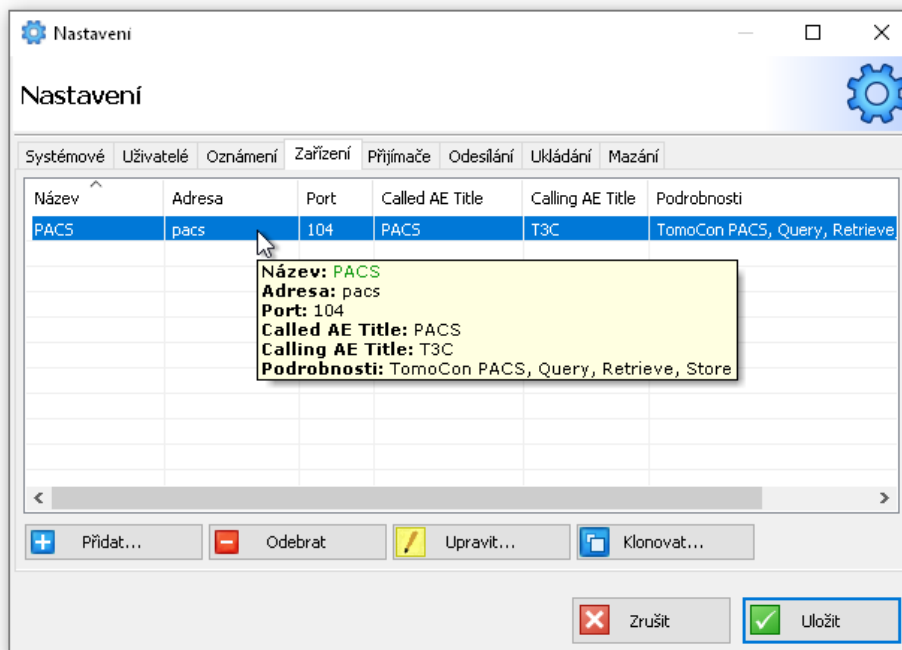 Nastavení
Nastavení
Systémové Uživatelé Oznámení Zařízení Přijímače Odesílání Ukládání Mazání
Název Adresa Port Called AE Title Calling AE Title Podrobnosti
PACS pacs 104 PACS T3C TomoCon PACS, Query, Retrieve
Název: PACS
Adresa: pacs
Port: 104
Called AE Title: PACS
Calling AE Title: T3C
Podrobnosti: TomoCon PACS, Query, Retrieve, Store
Přidat... Odebrat Upravit... Klonovat...
Zrušit Uložit